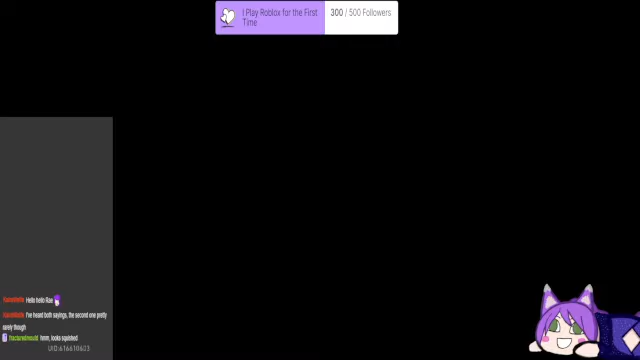 I Play Roblox for the First
Time
300 / 500 Followers
Hello hello Rae
I've heard both sayings, the second one pretty
rarely though
fracturedmould hmm, looks squished
UID:616610603